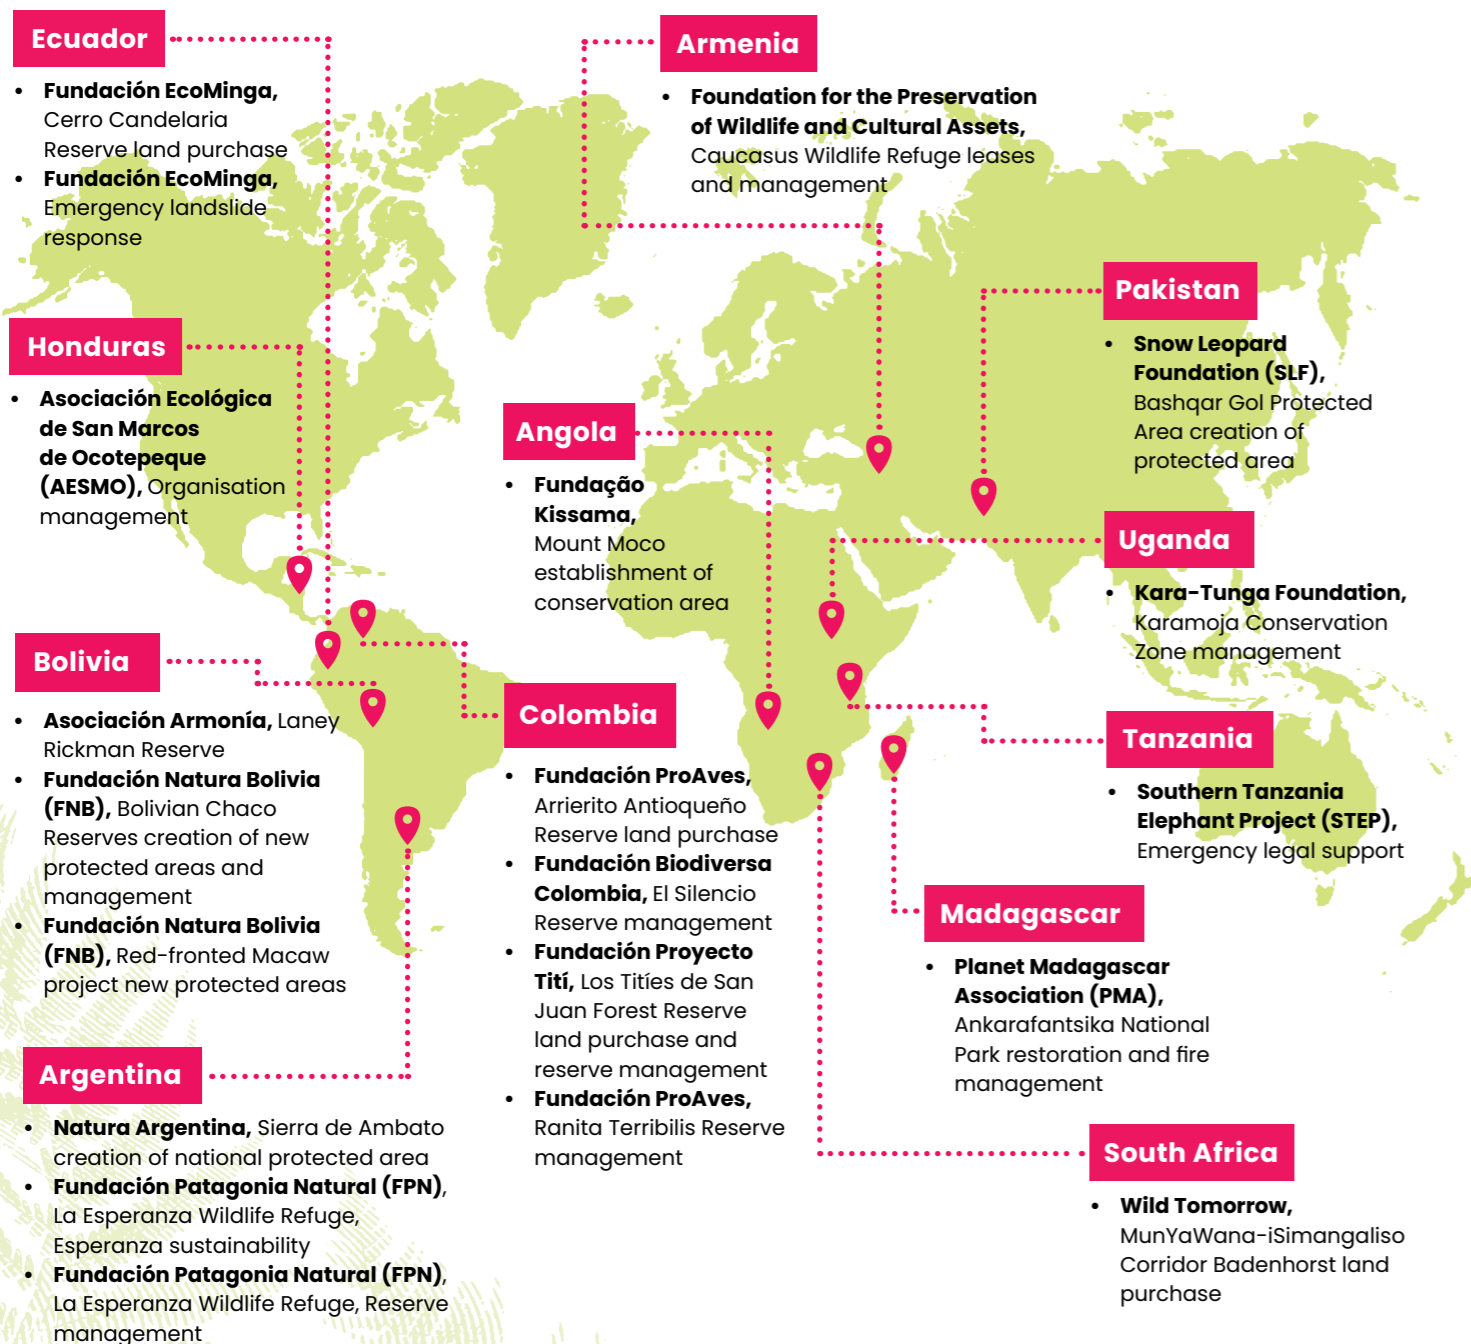 Ecuador
• Fundación EcoMinga,
Cerro Candelaria
Reserve land purchase
• Fundación EcoMinga,
Emergency landslide
response
Honduras
• Asociación Ecológica
de San Marcos
de Ocotepeque
(AESMO), Organisation
management
Bolivia
• Asociación Armonía, Laney
Rickman Reserve
• Fundación Natura Bolivia
(FNB), Bolivian Chaco
Reserves creation of new
protected areas and
management
• Fundación Natura Bolivia
(FNB), Red-fronted Macaw
project new protected areas
Argentina
• Natura Argentina, Sierra de Ambato
creation of national protected area
• Fundación Patagonia Natural (FPN),
La Esperanza Wildlife Refuge,
Esperanza sustainability
• Fundación Patagonia Natural (FPN),
La Esperanza Wildlife Refuge, Reserve
management
Armenia
• Foundation for the Preservation
of Wildlife and Cultural Assets,
Caucasus Wildlife Refuge leases
and management
Angola
• Fundação
Kissama,
Mount Moco
establishment of
conservation area
Colombia
• Fundación ProAves,
Arrierito Antioqueño
Reserve land purchase
• Fundación Biodiversa
Colombia, El Silencio
Reserve management
• Fundación Proyecto
Tití, Los Titíes de San
Juan Forest Reserve
land purchase and
reserve management
• Fundación ProAves,
Ranita Terribilis Reserve
management
Pakistan
• Snow Leopard
Foundation (SLF),
Bashqar Gol Protected
Area creation of
protected area
Uganda
• Kara-Tunga Foundation,
Karamoja Conservation
Zone management
Tanzania
• Southern Tanzania
Elephant Project (STEP),
Emergency legal support
Madagascar
• Planet Madagascar
Association (PMA),
Ankarafantsika National
Park restoration and fire
management
South Africa
• Wild Tomorrow,
MunYaWana-iSimangaliso
Corridor Badenhorst land
purchase